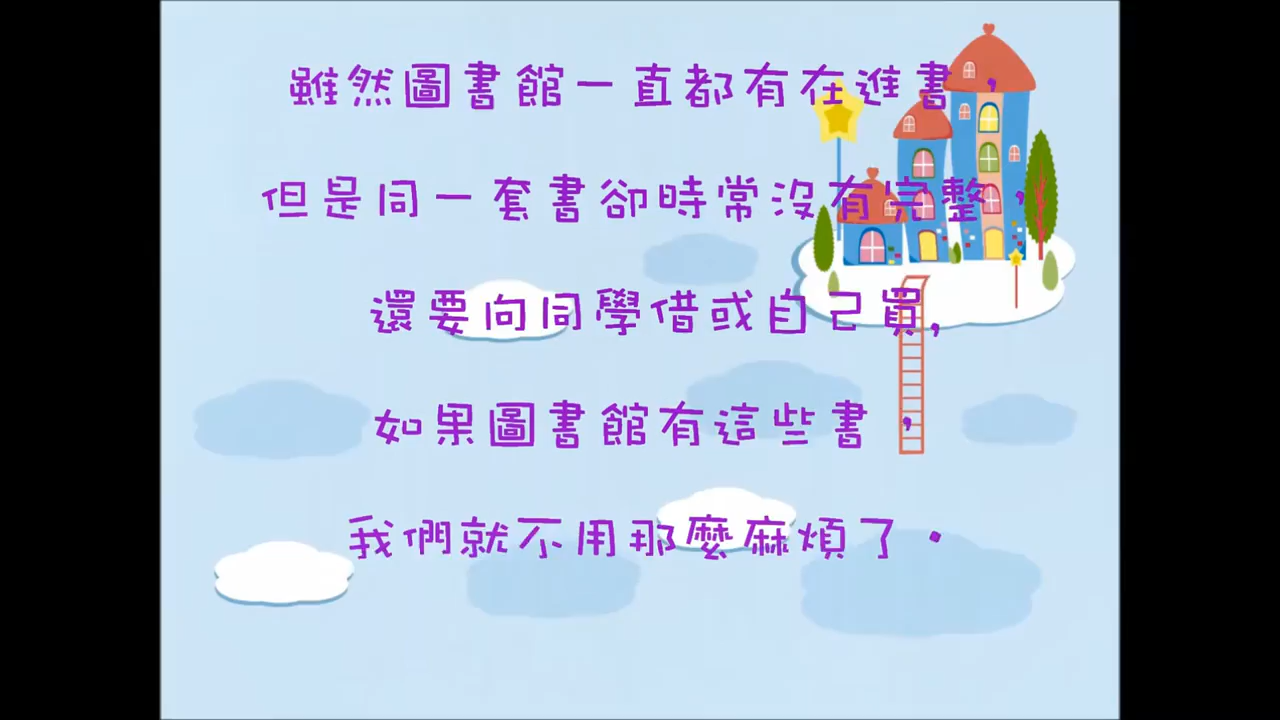 雖然圖書館一直都有在進書，
但是同一套書卻時常沒有完整，
還要向同學借或自己買,
如果圖書館有這些書，
我們就不用那麼麻煩了。